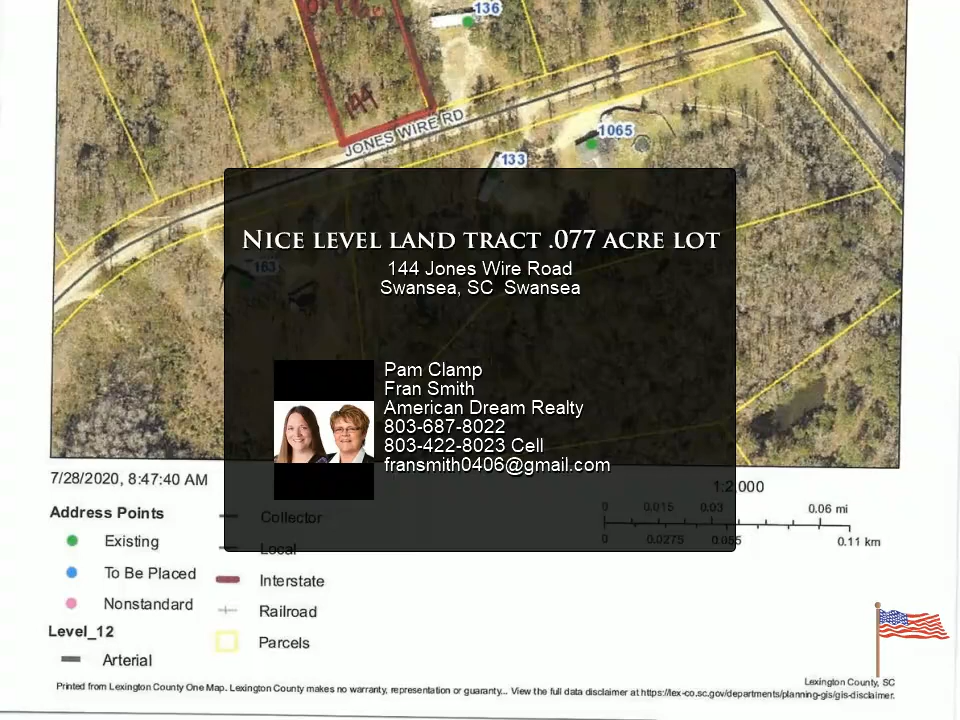 136
144
JONES WIRE RD
1065
133
163
NICE LEVEL LAND TRACT .077 ACRE LOT
144 Jones Wire Road
Swansea, SC  Swansea
Pam Clamp
Fran Smith
American Dream Realty
803-687-8022
803-422-8023 Cell
fransmith0406@gmail.com
7/28/2020, 8:47:40 AM
1:2,000
0 0.015 0.03 0.06 mi
0 0.0275 0.055 0.11 km
Address Points
Existing
To Be Placed
Nonstandard
Level_12
Arterial
Collector
Local
Interstate
Railroad
Parcels
Lexington County, SC
Printed from Lexington County One Map. Lexington County makes no warranty, representation or guaranty... View the full data disclaimer at https://lex-co.sc.gov/departments/planning-gis/gis-disclaimer.